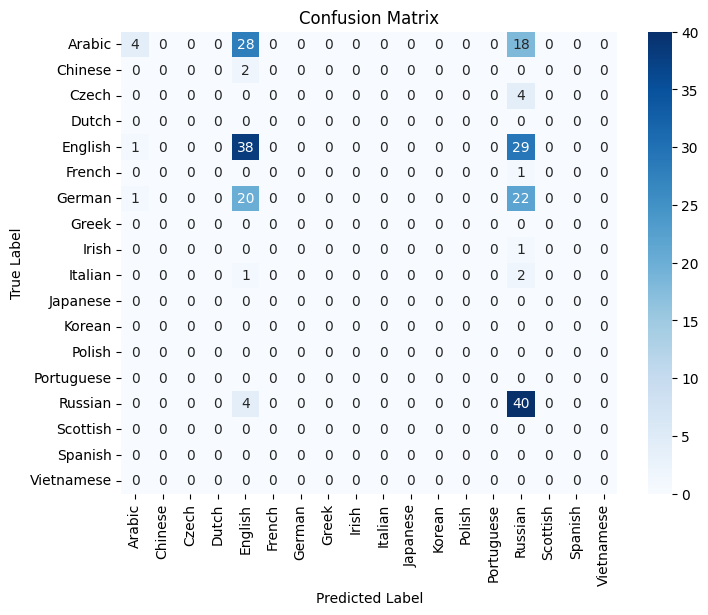 Confusion Matrix
Arabic 4 0 0 0 28 0 0 0 0 0 0 0 0 0 18 0 0 0
Chinese 0 0 0 0 2 0 0 0 0 0 0 0 0 0 0 0 0 0
Czech 0 0 0 0 0 0 0 0 0 0 0 0 0 0 4 0 0 0
Dutch 0 0 0 0 0 0 0 0 0 0 0 0 0 0 0 0 0 0
English 1 0 0 0 38 0 0 0 0 0 0 0 0 0 29 0 0 0
French 0 0 0 0 0 0 0 0 0 0 0 0 0 0 1 0 0 0
German 1 0 0 0 20 0 0 0 0 0 0 0 0 0 22 0 0 0
Greek 0 0 0 0 0 0 0 0 0 0 0 0 0 0 0 0 0 0
Irish 0 0 0 0 0 0 0 0 0 0 0 0 0 0 1 0 0 0
Italian 0 0 0 0 1 0 0 0 0 0 0 0 0 0 2 0 0 0
Japanese 0 0 0 0 0 0 0 0 0 0 0 0 0 0 0 0 0 0
Korean 0 0 0 0 0 0 0 0 0 0 0 0 0 0 0 0 0 0
Polish 0 0 0 0 0 0 0 0 0 0 0 0 0 0 0 0 0 0
Portuguese 0 0 0 0 0 0 0 0 0 0 0 0 0 0 0 0 0 0
Russian 0 0 0 0 4 0 0 0 0 0 0 0 0 0 40 0 0 0
Scottish 0 0 0 0 0 0 0 0 0 0 0 0 0 0 0 0 0 0
Spanish 0 0 0 0 0 0 0 0 0 0 0 0 0 0 0 0 0 0
Vietnamese 0 0 0 0 0 0 0 0 0 0 0 0 0 0 0 0 0 0
True Label
Arabic Chinese Czech Dutch English French German Greek Irish Italian Japanese Korean Polish Portuguese Russian Scottish Spanish Vietnamese
Predicted Label
40
35
30
25
20
15
10
5
0